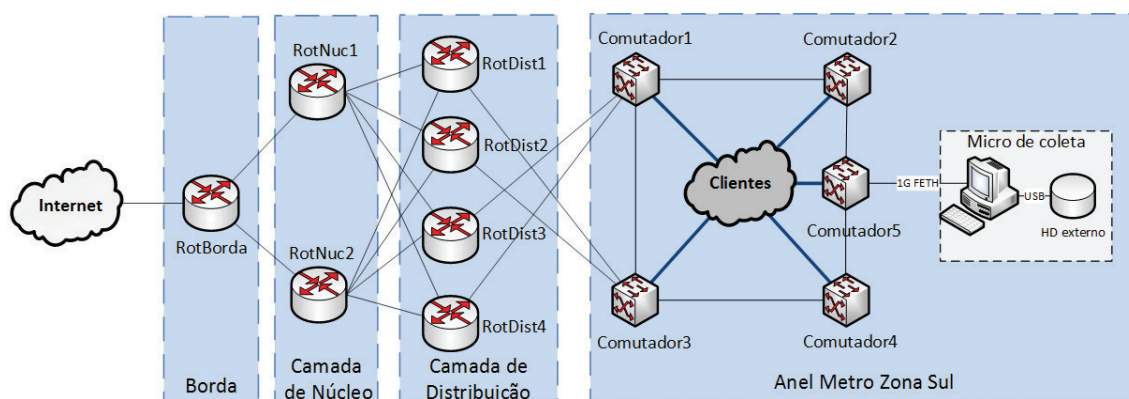 Internet
RotBorda
Borda
RotNuc1
RotNuc2
Camada
de Núcleo
RotDist1
RotDist2
RotDist3
RotDist4
Camada de
Distribuição
Comutador1
Comutador2
Clientes
Comutador5
Comutador3
Comutador4
1G FETH
Micro de coleta
USB
HD externo
Anel Metro Zona Sul